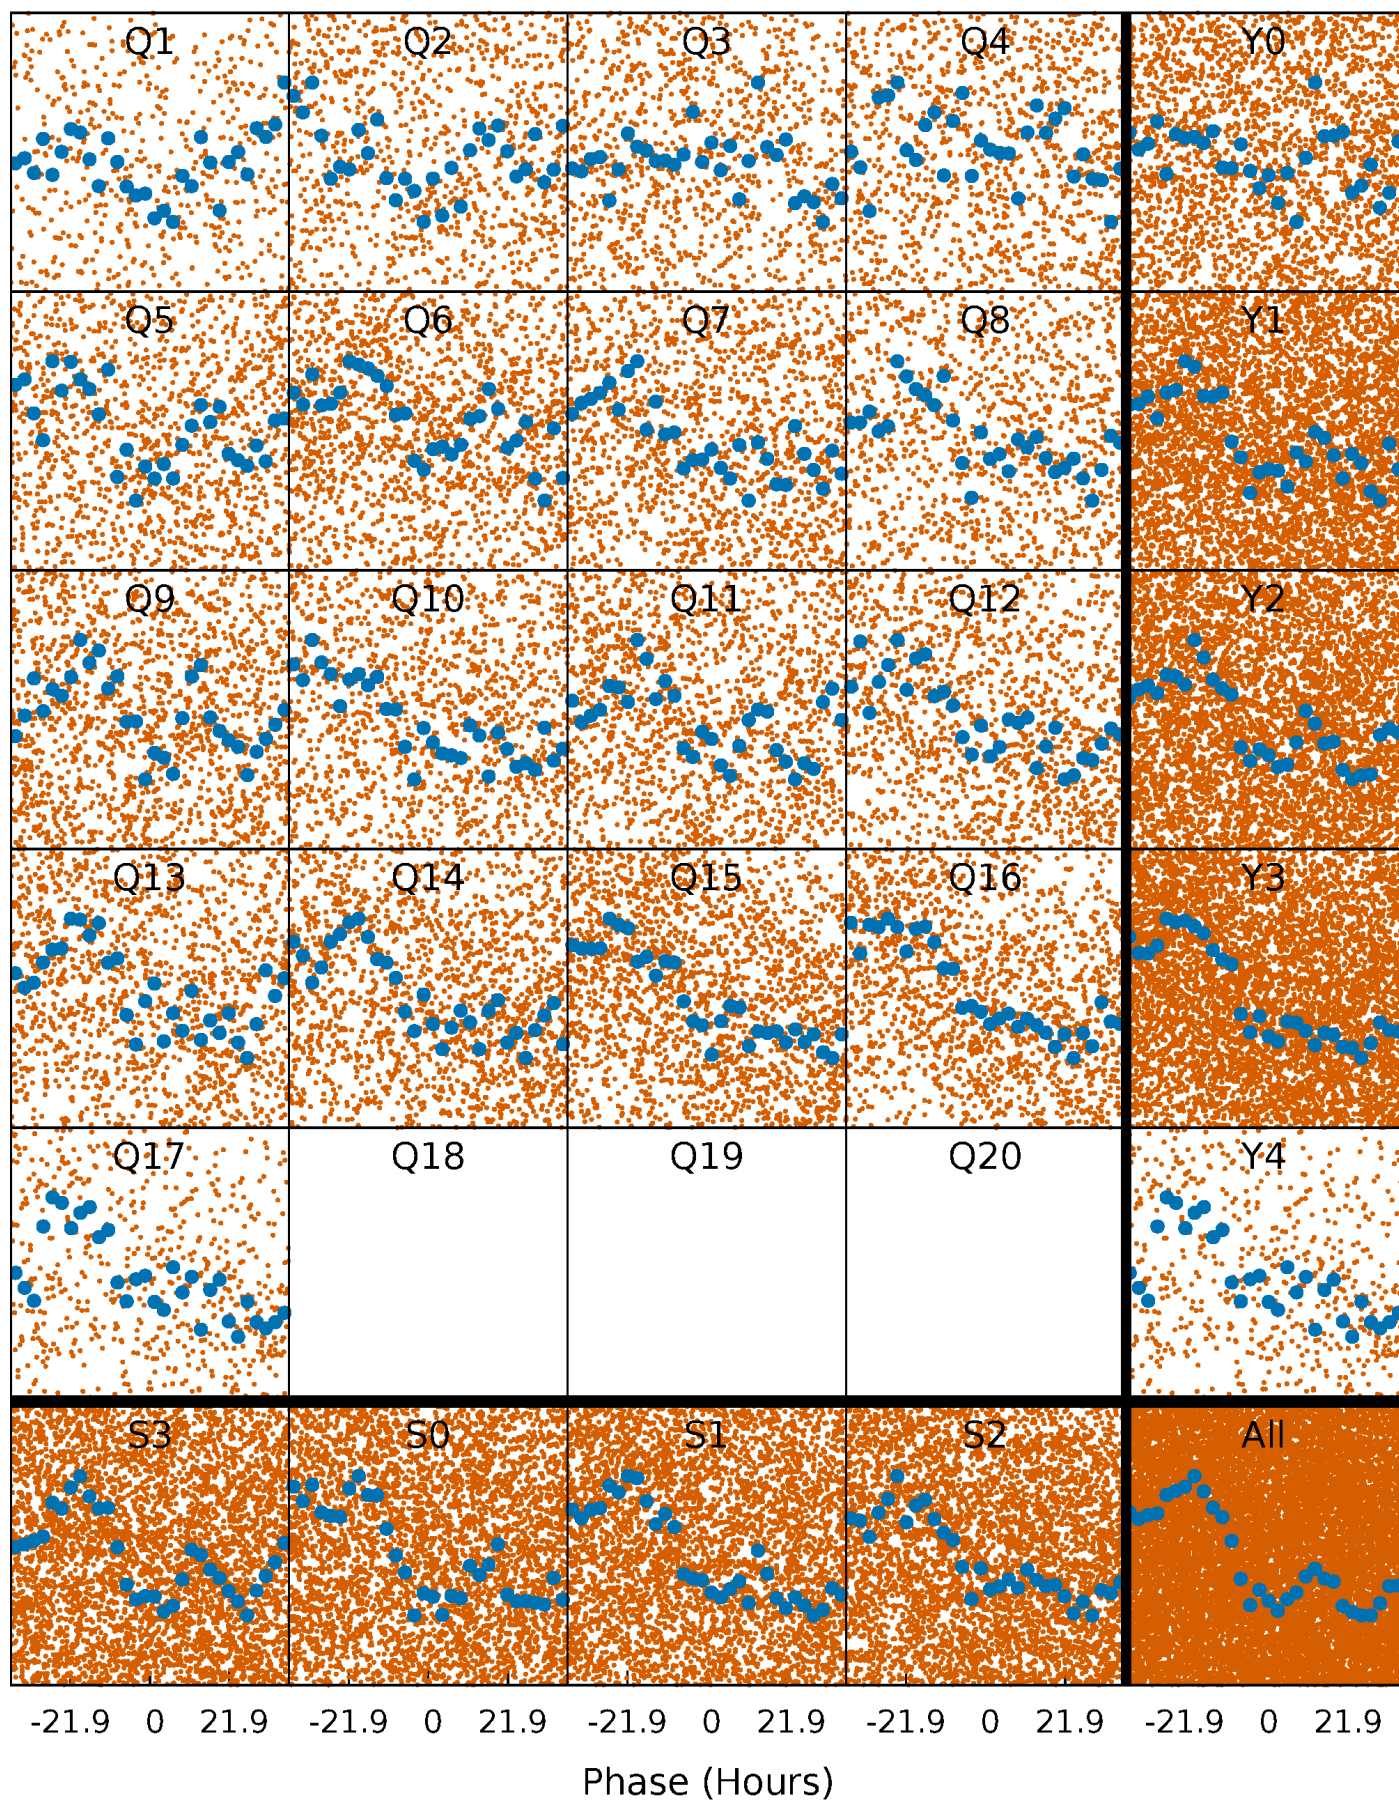 Q1 Q2 Q3 Q4 Y0
Q5 Q6 Q7 Q8 Y1
Q9 Q10 Q11 Q12 Y2
Q13 Q14 Q15 Q16 Y3
Q17 Q18 Q19 Q20 Y4
S3 S0 S1 S2 All
-21.9 0 21.9 -21.9 0 21.9 -21.9 0 21.9 -21.9 0 21.9 -21.9 0 21.9
Phase (Hours)